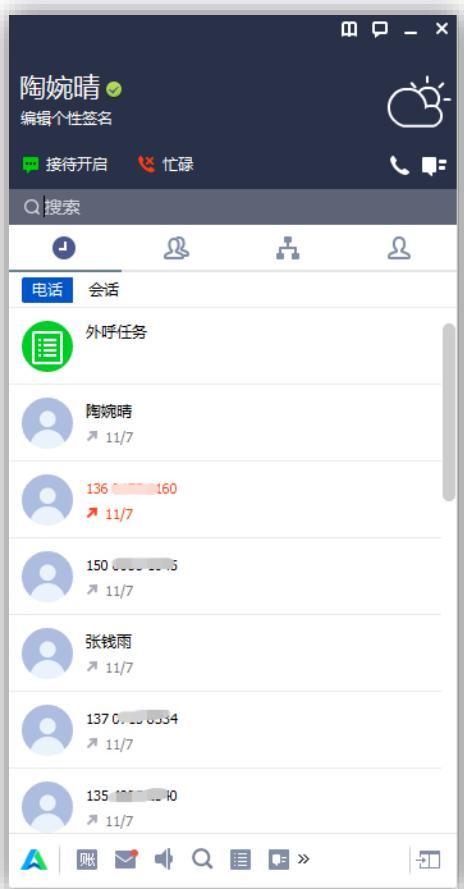 陶婉晴
编辑个性签名
接待开启 忙碌
搜索
电话 会话
外呼任务
陶婉晴
11/7
136 160
11/7
150
11/7
张钱雨
11/7
137
11/7
135
11/7
账